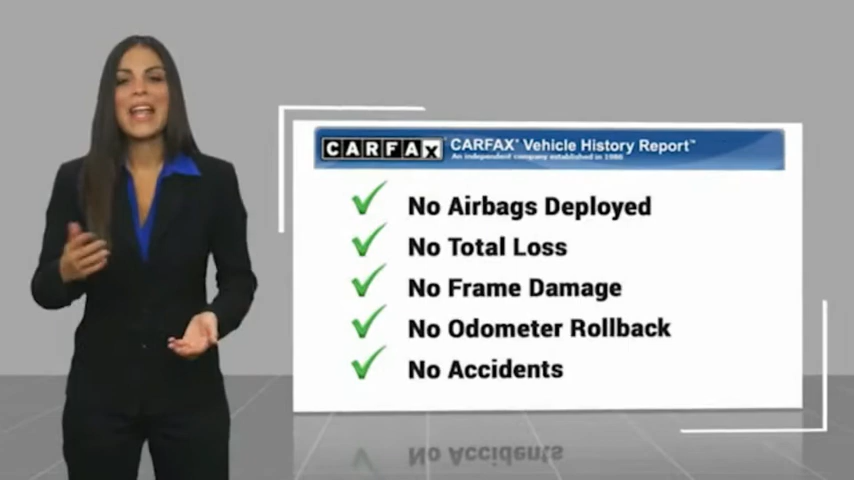 CARFAX CARFAX® Vehicle History Report™
An independent company established in 1986
No Airbags Deployed
No Total Loss
No Frame Damage
No Odometer Rollback
No Accidents
No Accidents